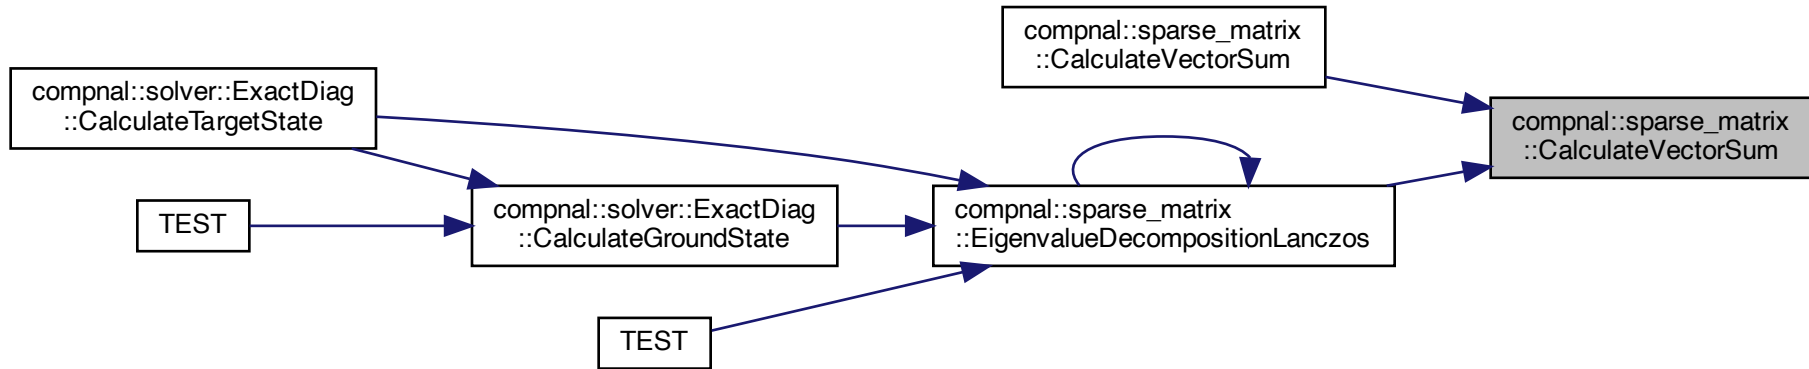 compnal::sparse_matrix
::CalculateVectorSum
compnal::solver::ExactDiag
::CalculateTargetState
compnal::sparse_matrix
::CalculateVectorSum
TEST
compnal::solver::ExactDiag
::CalculateGroundState
compnal::sparse_matrix
::EigenvalueDecompositionLanczos
TEST